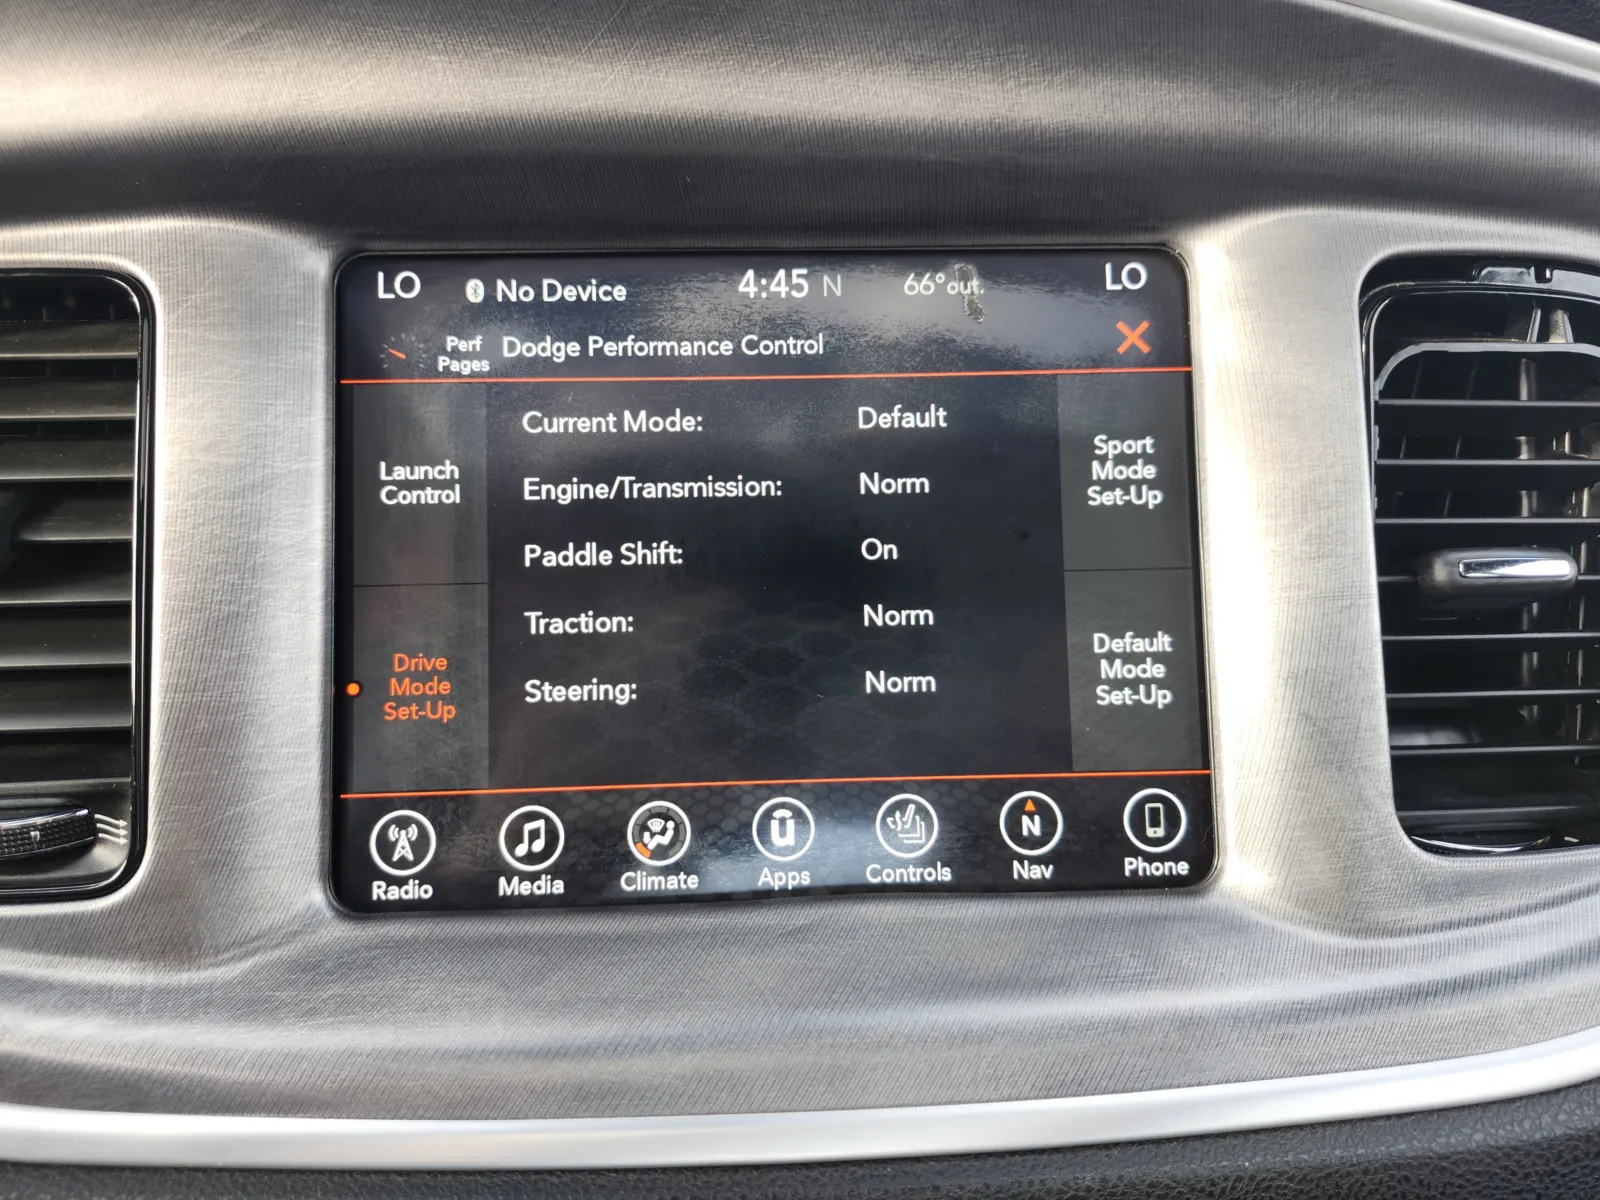 LO No Device 4:45 N 66°out. LO
Perf
Pages
Dodge Performance Control
Launch
Control
Drive
Mode
Set-Up
Current Mode: Default
Engine/Transmission: Norm
Paddle Shift: On
Traction: Norm
Steering: Norm
Sport
Mode
Set-Up
Default
Mode
Set-Up
Radio Media Climate Apps Controls N Nav Phone